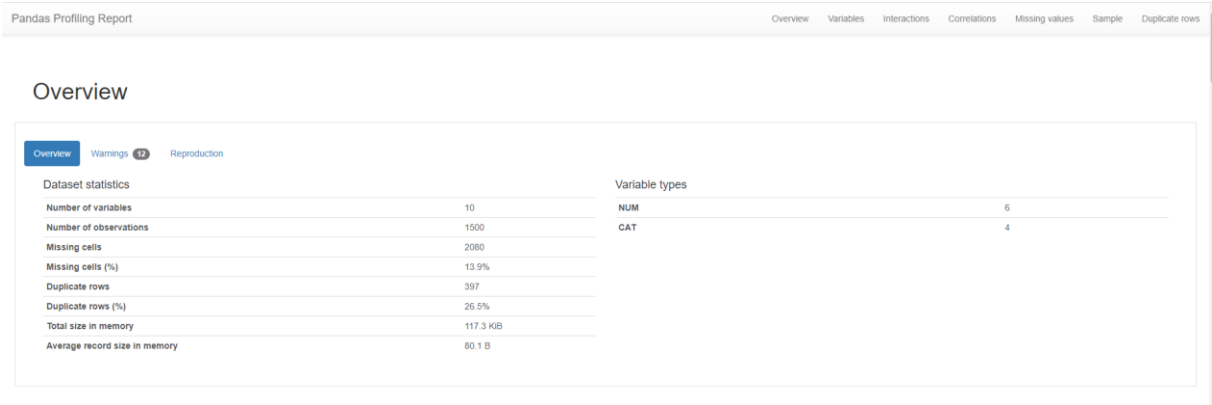 Pandas Profiling Report Overview Variables Interactions Correlations Missing values Sample Duplicate rows
Overview
Overview Warnings 12 Reproduction
Dataset statistics
Number of variables 10
Number of observations 1500
Missing cells 2080
Missing cells (%) 13.9%
Duplicate rows 397
Duplicate rows (%) 26.5%
Total size in memory 117.3 KiB
Average record size in memory 80.1 B
Variable types
NUM 6
CAT 4